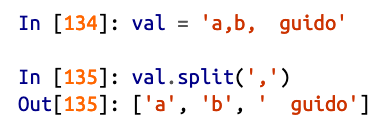 In [134]: val = 'a,b,  guido'
In [135]: val.split(',')
Out[135]: ['a', 'b', '  guido']